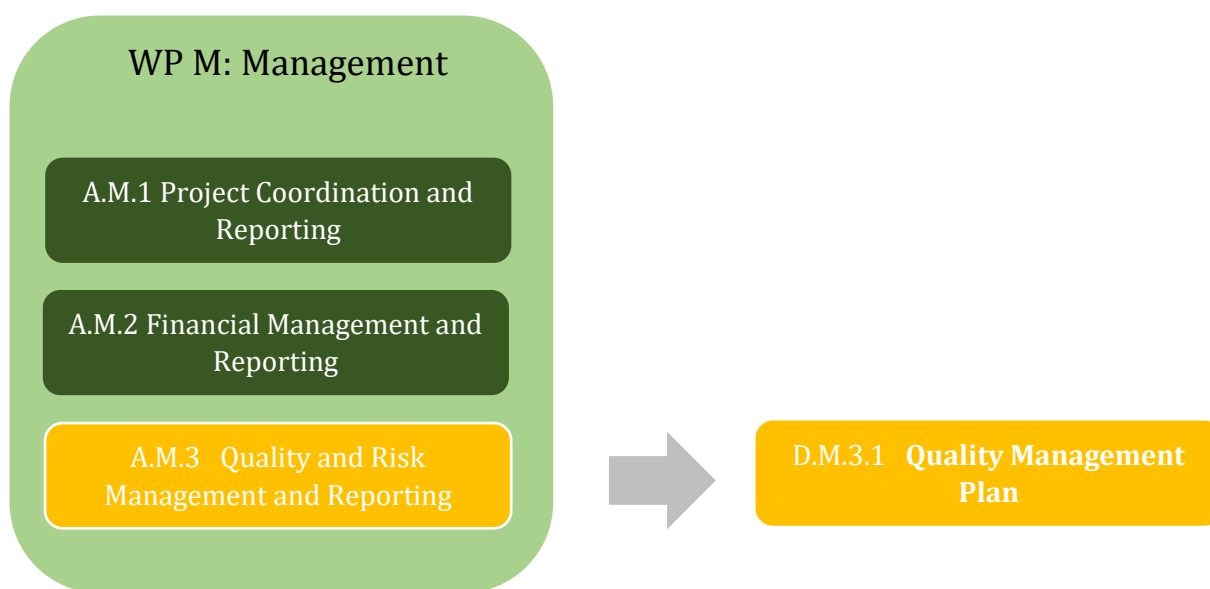 WP M: Management
A.M.1 Project Coordination and
Reporting
A.M.2 Financial Management and
Reporting
A.M.3 Quality and Risk
Management and Reporting
D.M.3.1 Quality Management
Plan